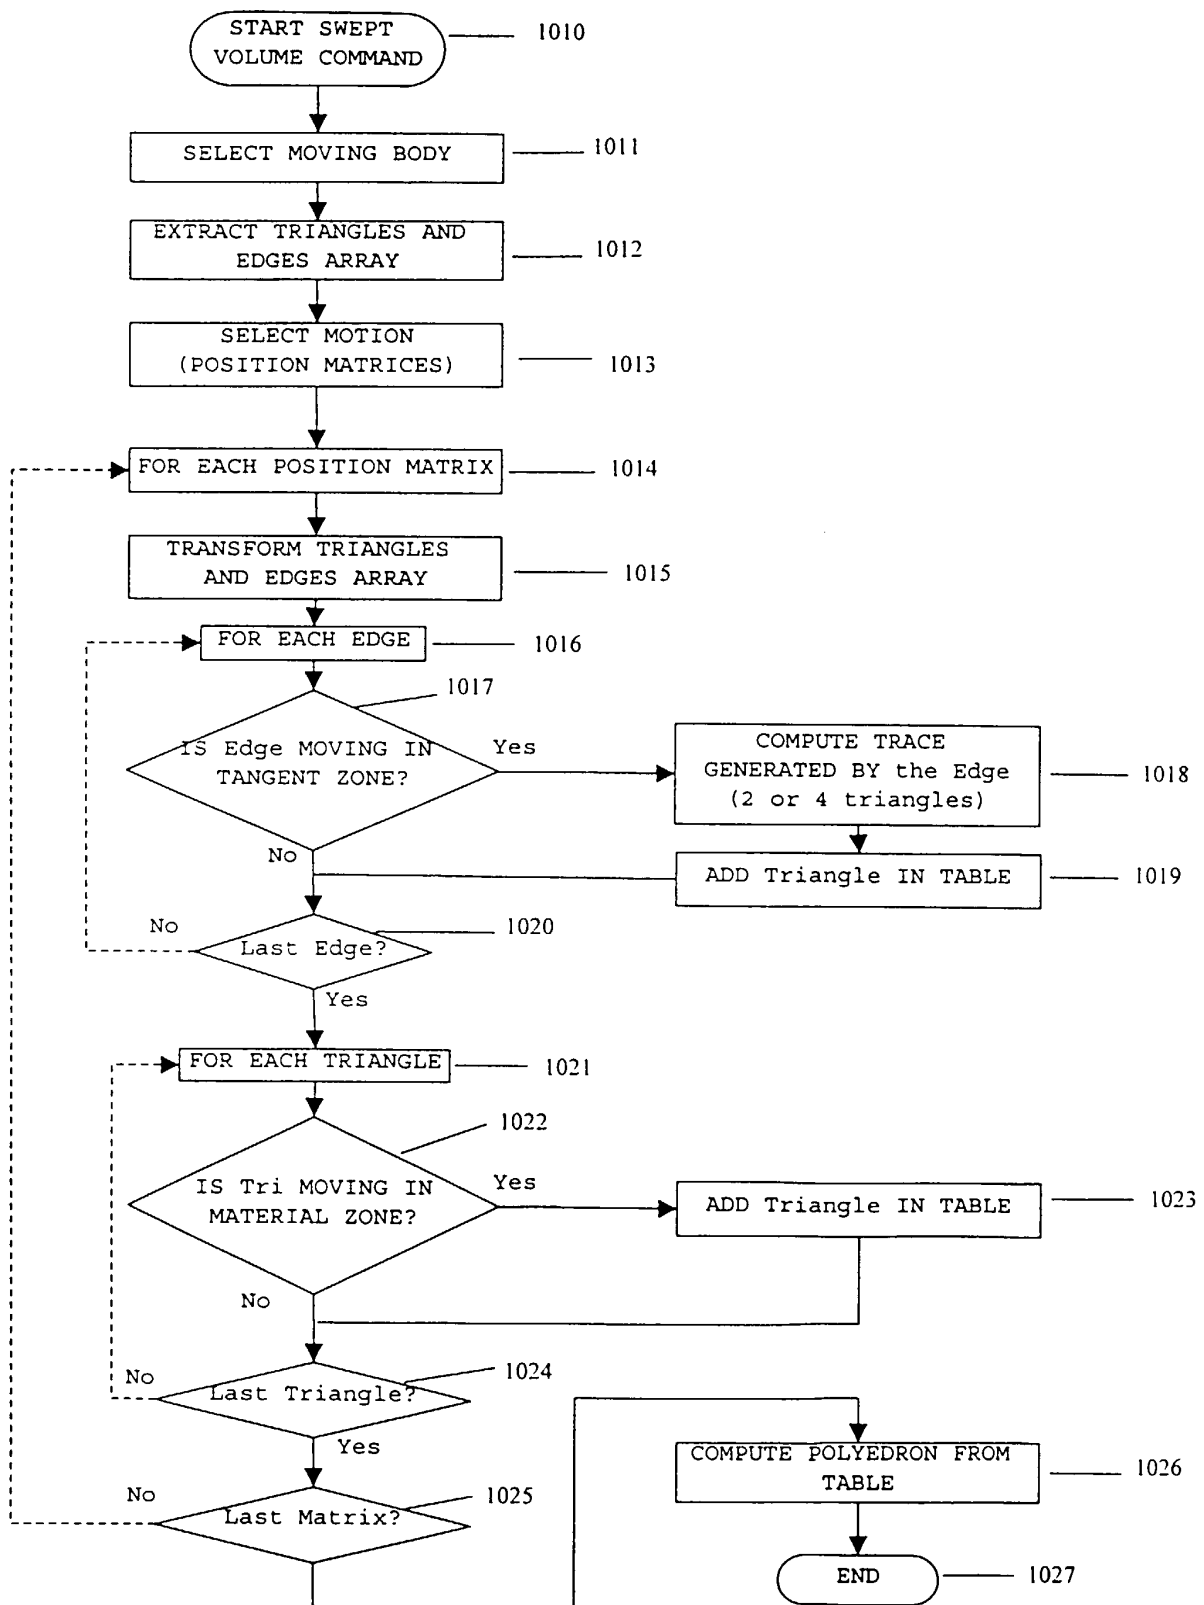 START SWEPT
VOLUME COMMAND
1010
SELECT MOVING BODY
1011
EXTRACT TRIANGLES AND
EDGES ARRAY
1012
SELECT MOTION
(POSITION MATRICES)
1013
FOR EACH POSITION MATRIX
1014
TRANSFORM TRIANGLES
AND EDGES ARRAY
1015
FOR EACH EDGE
1016
1017
IS Edge MOVING IN
TANGENT ZONE?
Yes
COMPUTE TRACE
GENERATED BY the Edge
(2 or 4 triangles)
1018
No
ADD Triangle IN TABLE
1019
No
Last Edge?
1020
Yes
FOR EACH TRIANGLE
1021
1022
IS Tri MOVING IN
MATERIAL ZONE?
Yes
ADD Triangle IN TABLE
1023
No
No
Last Triangle?
1024
Yes
No
Last Matrix?
1025
COMPUTE POLYEDRON FROM
TABLE
1026
END
1027